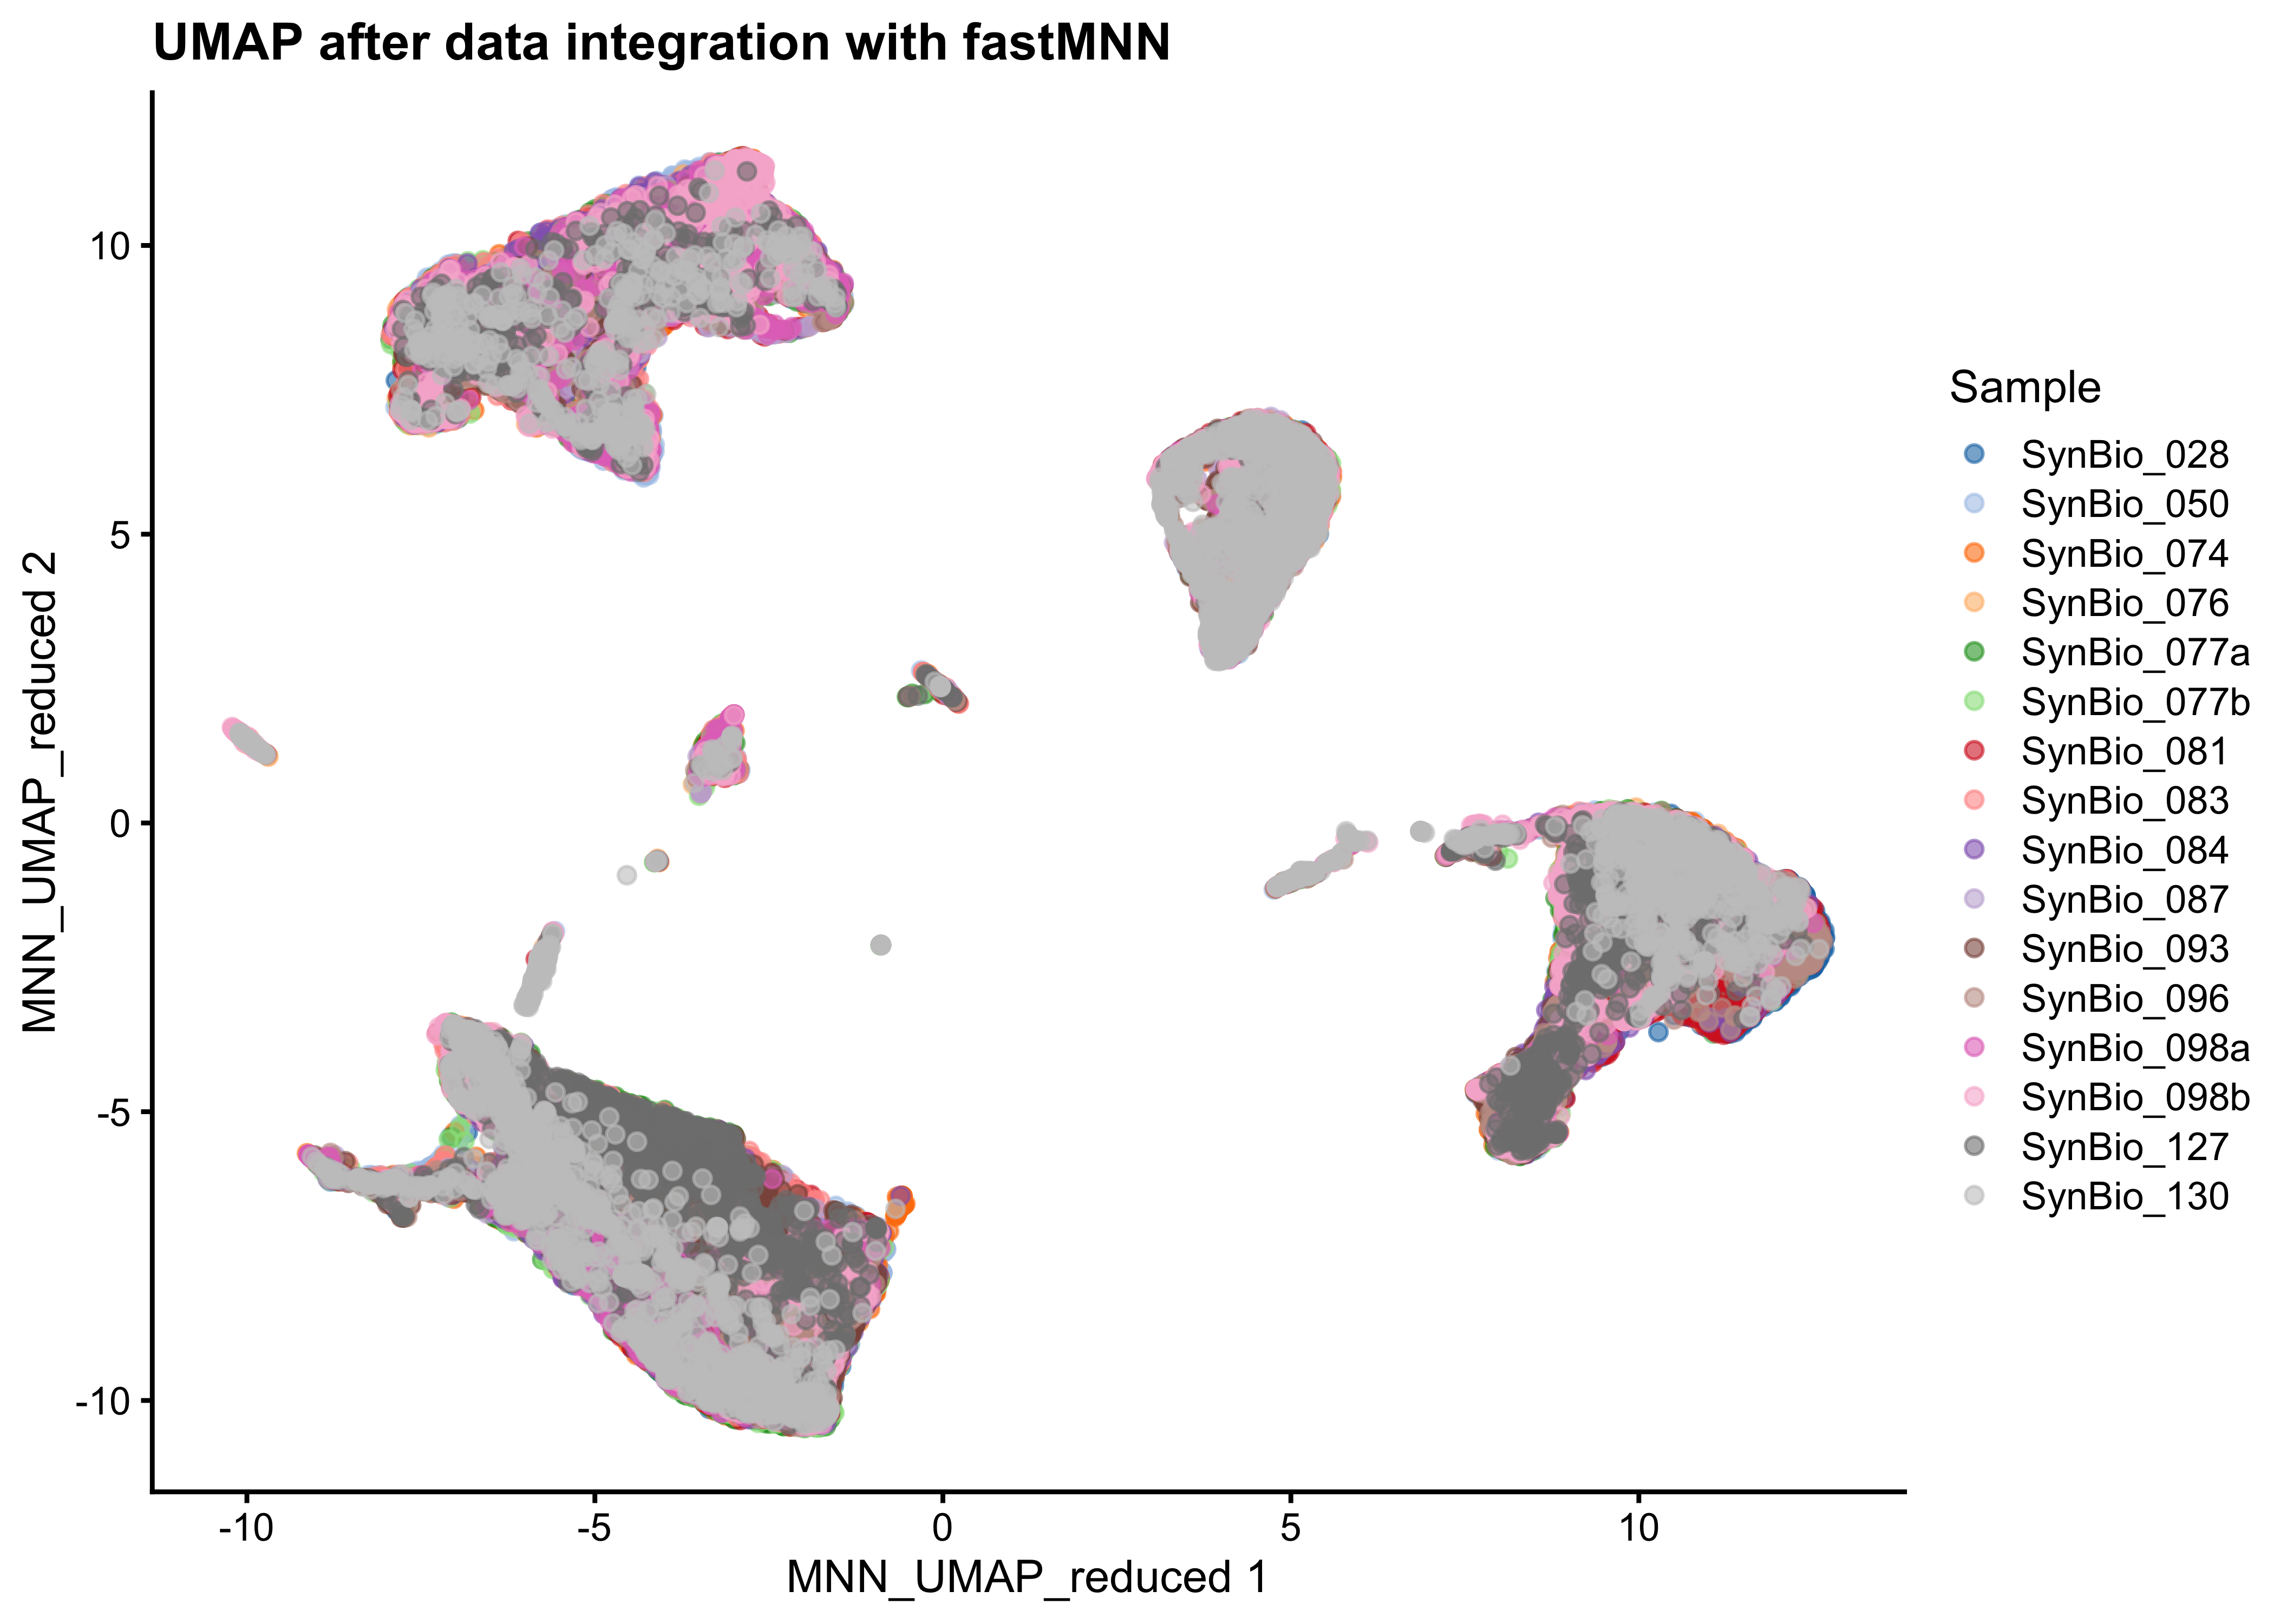 UMAP after data integration with fastMNN
MNN_UMAP_reduced 2
10
5
0
-5
-10
-10
-5
0
5
10
MNN_UMAP_reduced 1
Sample
SynBio_028
SynBio_050
SynBio_074
SynBio_076
SynBio_077a
SynBio_077b
SynBio_081
SynBio_083
SynBio_084
SynBio_087
SynBio_093
SynBio_096
SynBio_098a
SynBio_098b
SynBio_127
SynBio_130